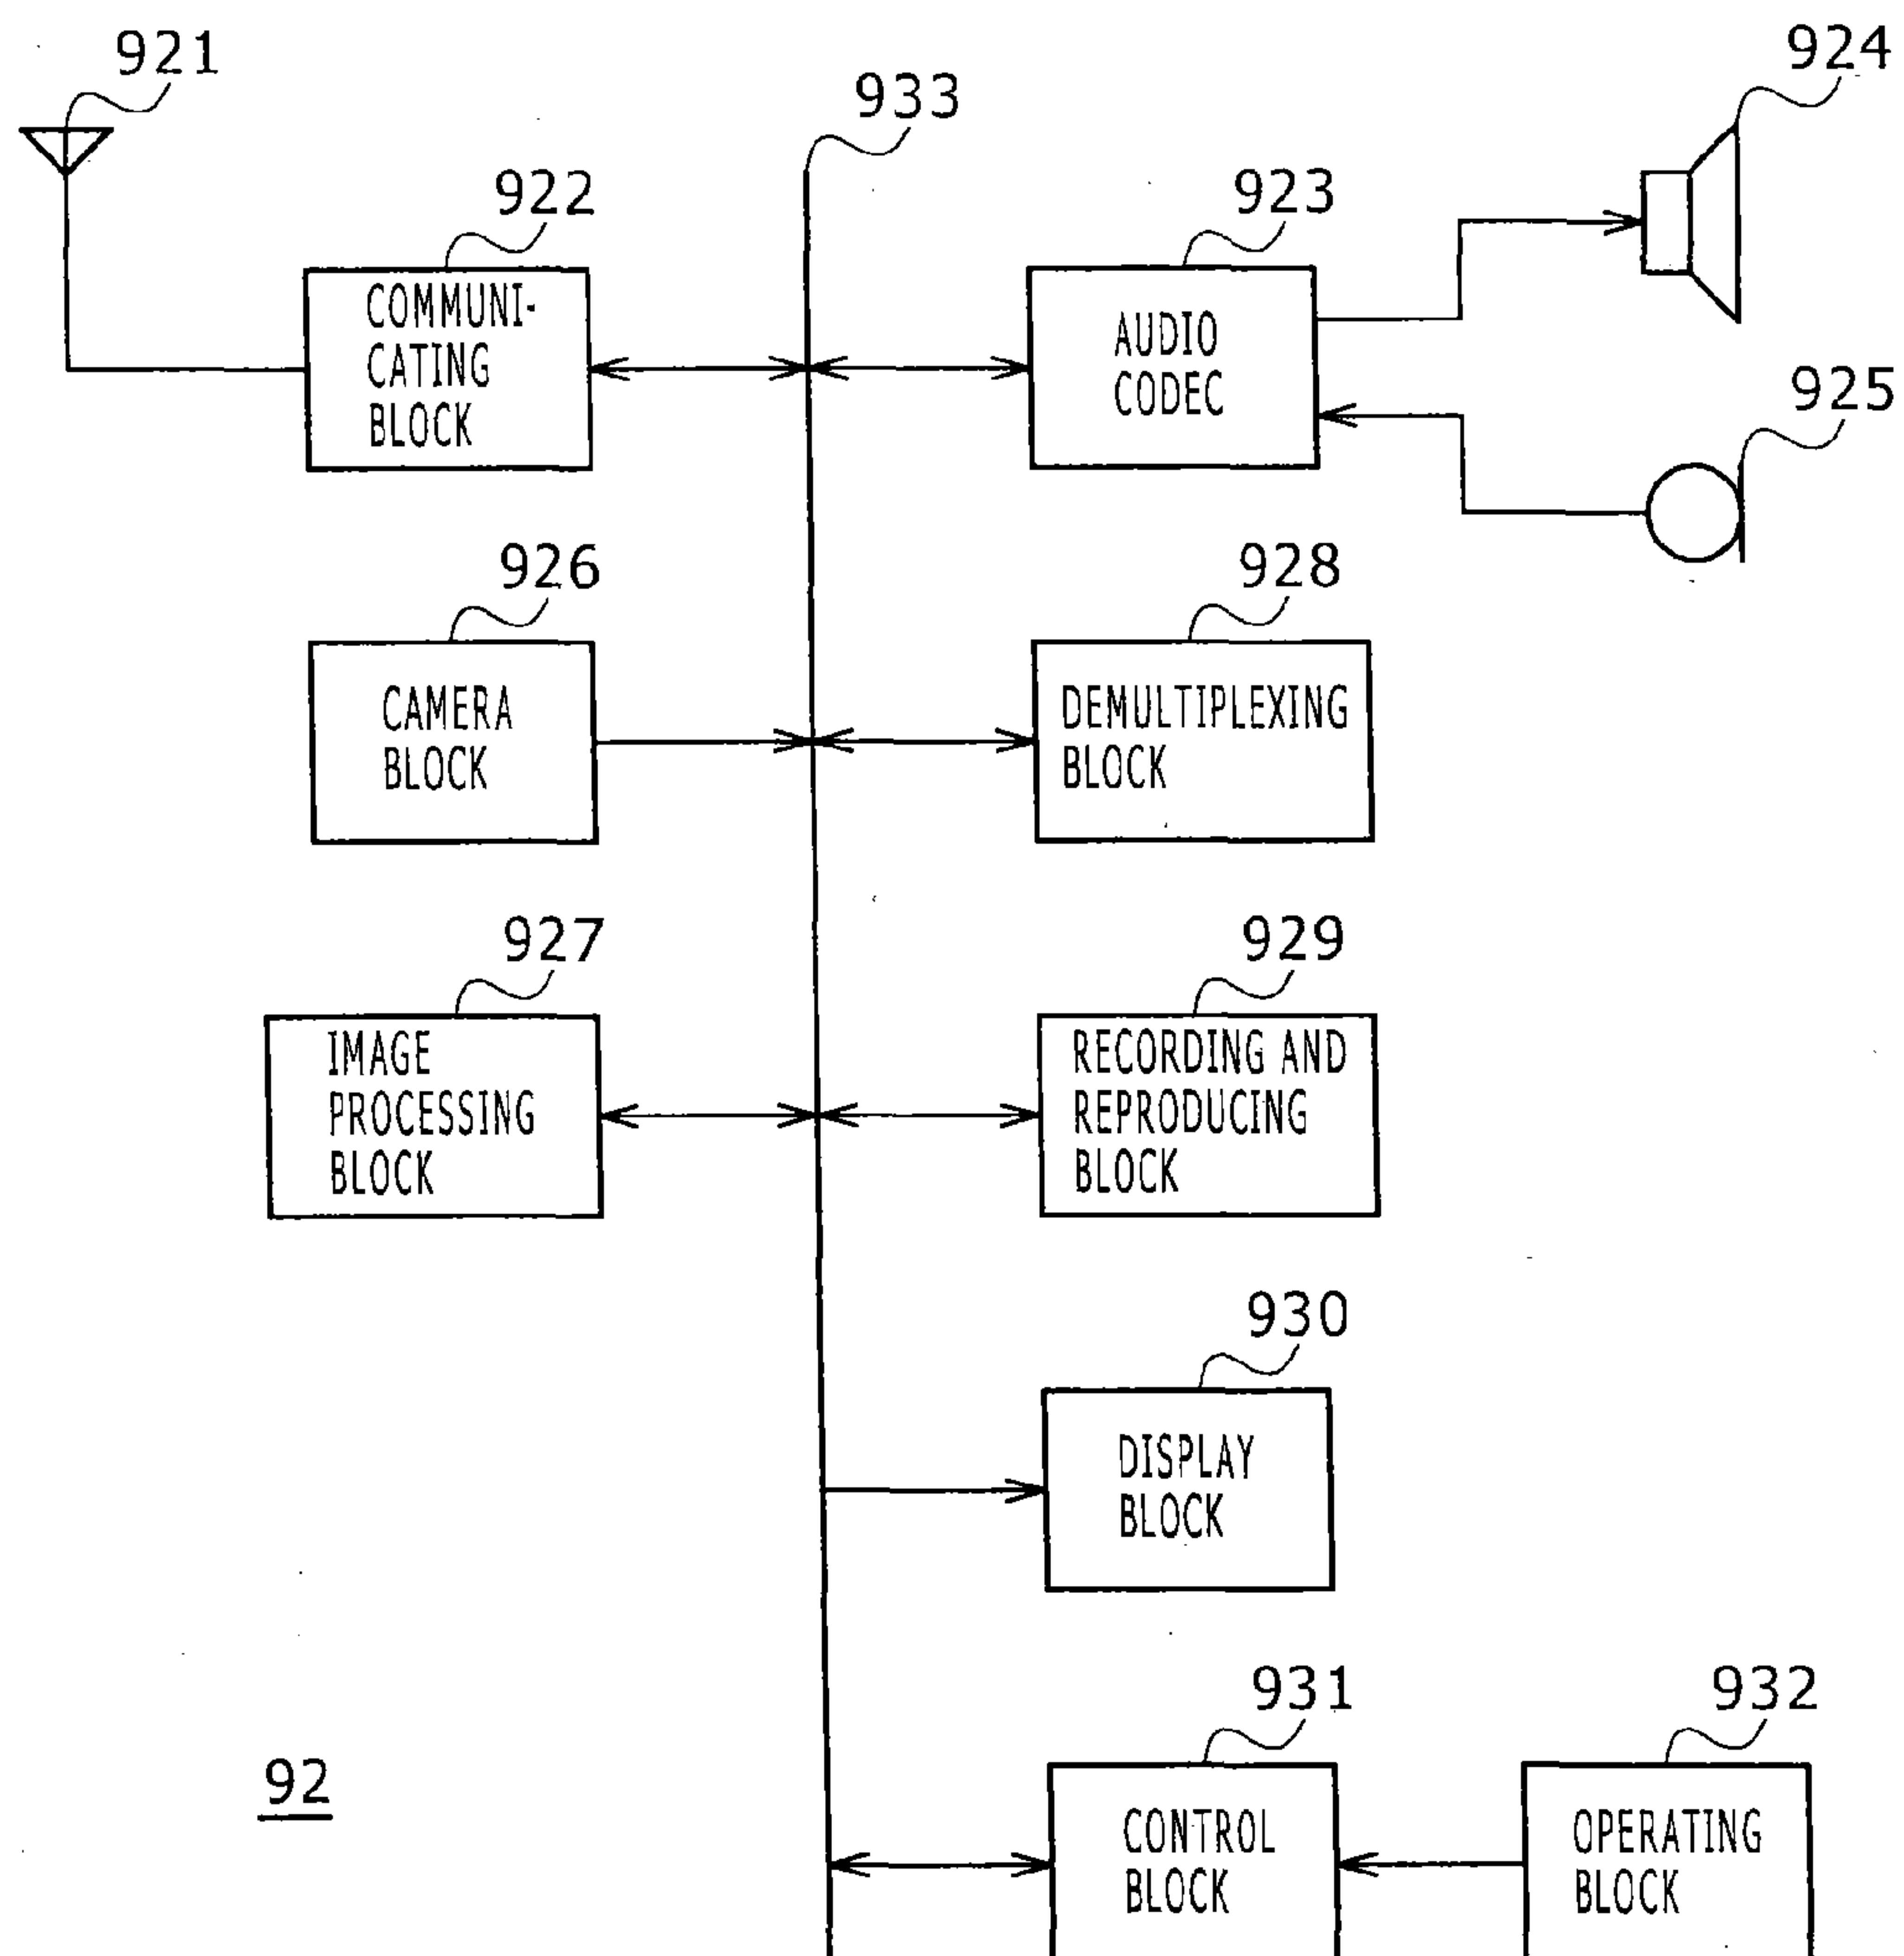 921
924
933
922
923
COMMUNI-
CATING
BLOCK
AUDIO
CODEC
925
926
928
CAMERA
BLOCK
DEMULTIPLEXING
BLOCK
927
929
IMAGE
PROCESSING
BLOCK
RECORDING AND
REPRODUCING
BLOCK
930
DISPLAY
BLOCK
931
932
92
CONTROL
BLOCK
OPERATING
BLOCK